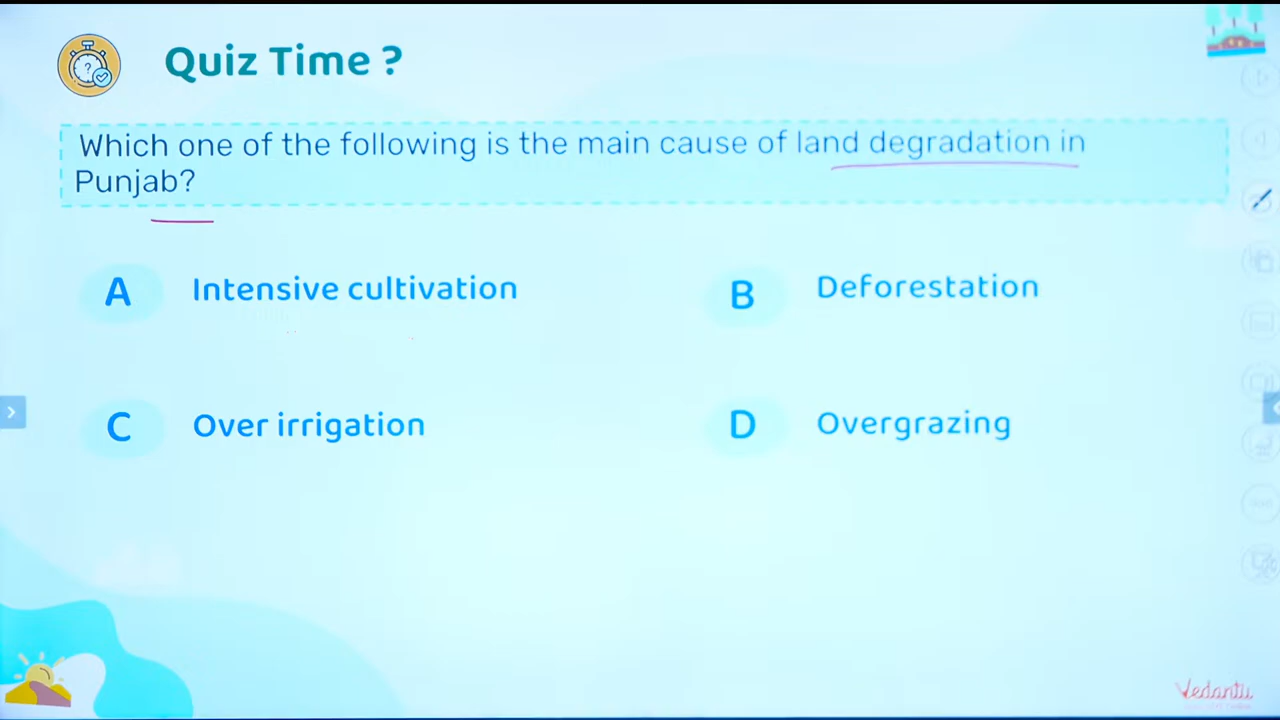 Quiz Time ?
Which one of the following is the main cause of land degradation in
Punjab?
A Intensive cultivation
B Deforestation
C Over irrigation
D Overgrazing
Vedantu